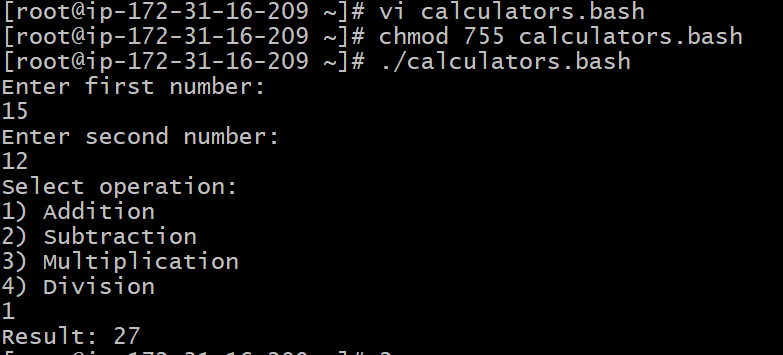 [root@ip-172-31-16-209 ~]# vi calculators.bash
[root@ip-172-31-16-209 ~]# chmod 755 calculators.bash
[root@ip-172-31-16-209 ~]# ./calculators.bash
Enter first number:
15
Enter second number:
12
Select operation:
1) Addition
2) Subtraction
3) Multiplication
4) Division
1
Result: 27